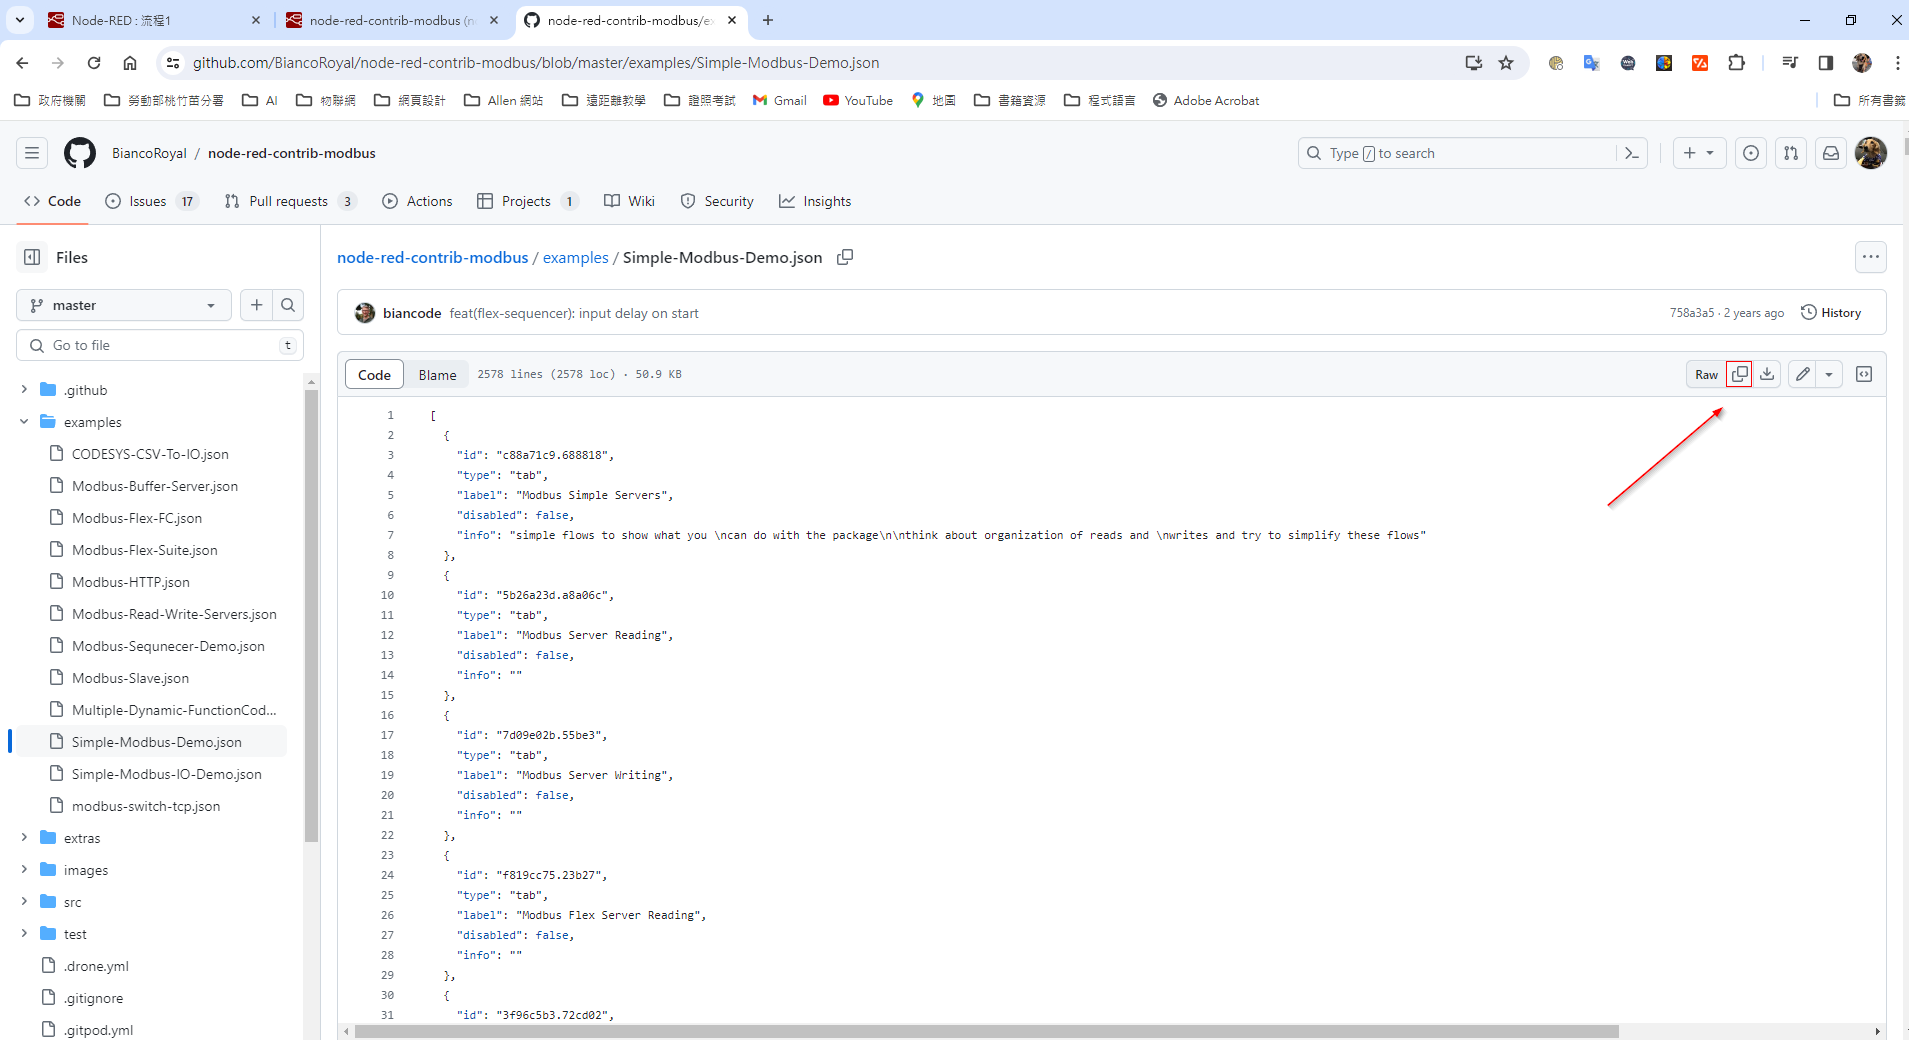 Node-RED : 流程1
node-red-contrib-modbus (n
node-red-contrib-modbus/e
github.com/BiancoRoyal/node-red-contrib-modbus/blob/master/examples/Simple-Modbus-Demo.json
政府機關 勞動部桃竹苗分署 AI 物聯網 網頁設計 Allen 網站 遠距離教學 證照考試 Gmail YouTube 地圖 書籍資源 程式語言 Adobe Acrobat 所有書籤
BiancoRoyal / node-red-contrib-modbus
Type / to search
Code Issues 17 Pull requests 3 Actions Projects 1 Wiki Security Insights
Files
node-red-contrib-modbus / examples / Simple-Modbus-Demo.json
master
biancode feat(flex-sequencer): input delay on start 758a3a5 · 2 years ago History
Go to file t
Code Blame 2578 lines (2578 loc) · 50.9 KB Raw
.github
examples
CODESYS-CSV-To-IO.json
Modbus-Buffer-Server.json
Modbus-Flex-FC.json
Modbus-Flex-Suite.json
Modbus-HTTP.json
Modbus-Read-Write-Servers.json
Modbus-Sequnecer-Demo.json
Modbus-Slave.json
Multiple-Dynamic-FunctionCod...
Simple-Modbus-Demo.json
Simple-Modbus-IO-Demo.json
modbus-switch-tcp.json
extras
images
src
test
.drone.yml
.gitignore
.gitpod.yml
1 [
2 {
3 "id": "c88a71c9.688818",
4 "type": "tab",
5 "label": "Modbus Simple Servers",
6 "disabled": false,
7 "info": "simple flows to show what you \ncan do with the package\n\nthink about organization of reads and \nwrites and try to simplify these flows"
8 },
9 {
10 "id": "5b26a23d.a8a06c",
11 "type": "tab",
12 "label": "Modbus Server Reading",
13 "disabled": false,
14 "info": ""
15 },
16 {
17 "id": "7d09e02b.55be3",
18 "type": "tab",
19 "label": "Modbus Server Writing",
20 "disabled": false,
21 "info": ""
22 },
23 {
24 "id": "f819cc75.23b27",
25 "type": "tab",
26 "label": "Modbus Flex Server Reading",
27 "disabled": false,
28 "info": ""
29 },
30 {
31 "id": "3f96c5b3.72cd02",